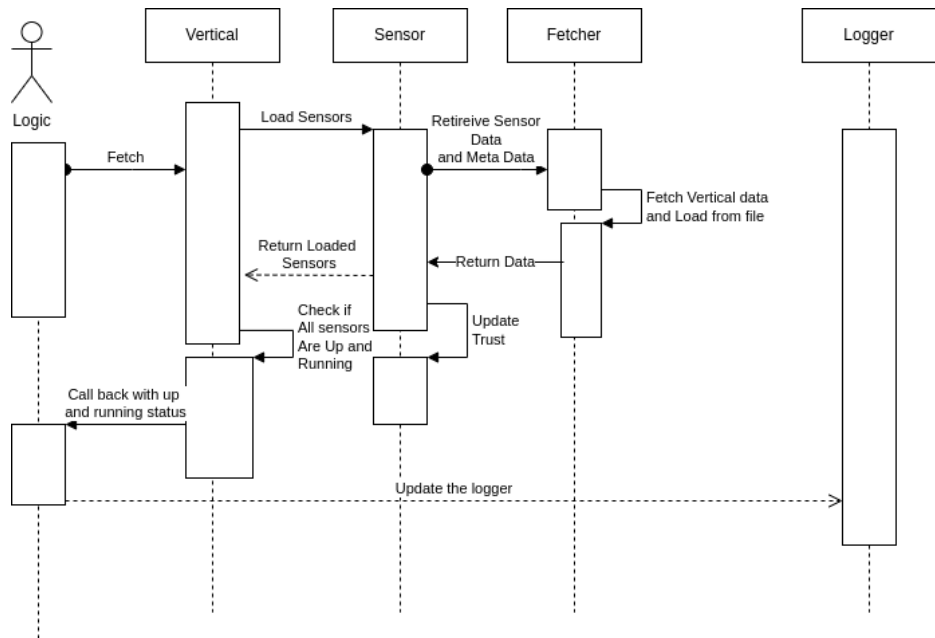 Vertical
Sensor
Fetcher
Logger
Logic
Load Sensors
Retireive Sensor
Data
and Meta Data
Fetch
Fetch Vertical data
and Load from file
Return Loaded
Sensors
Return Data
Check if
All sensors
Are Up and
Running
Update
Trust
Call back with up
and running status
Update the logger